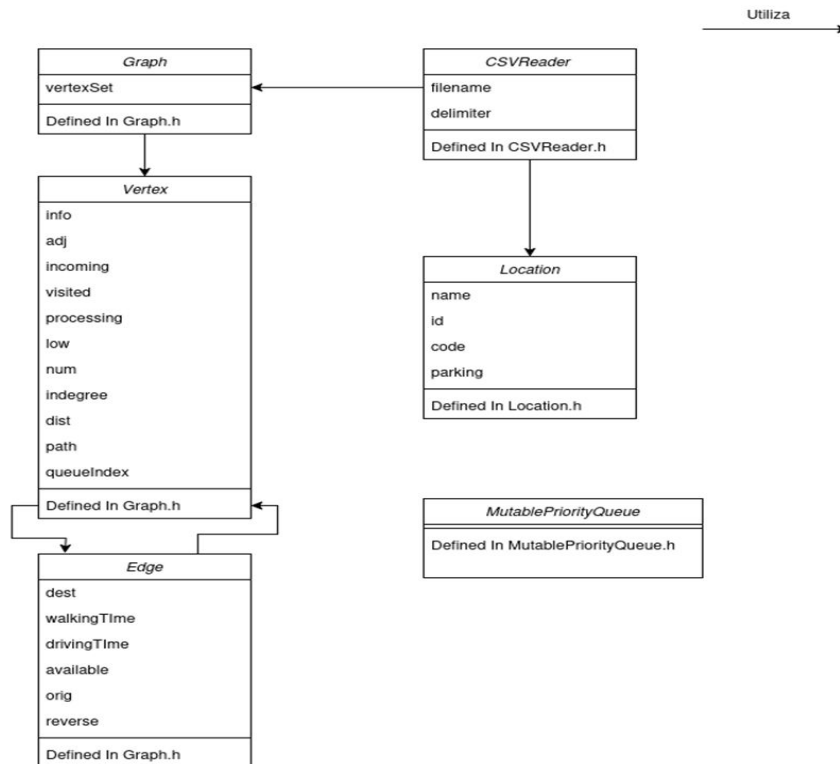 Utiliza
Graph
vertexSet
Defined In Graph.h
CSVReader
filename
delimiter
Defined In CSVReader.h
Vertex
info
adj
incoming
visited
processing
low
num
indegree
dist
path
queueIndex
Defined In Graph.h
Location
name
id
code
parking
Defined In Location.h
MutablePriorityQueue
Defined In MutablePriorityQueue.h
Edge
dest
walkingTIme
drivingTIme
available
orig
reverse
Defined In Graph.h